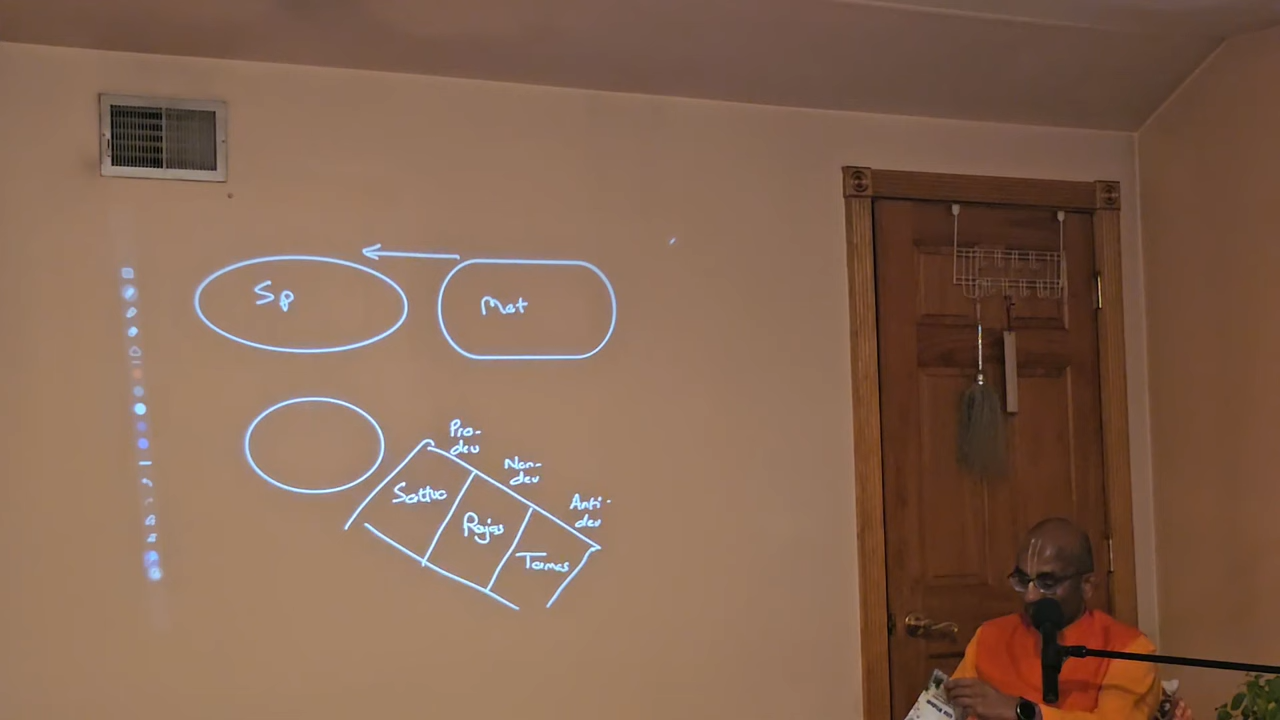 Sp
Mat
Pro-
dev
Non-
dev
Anti-
dev
Sattva
Rajas
Tamas